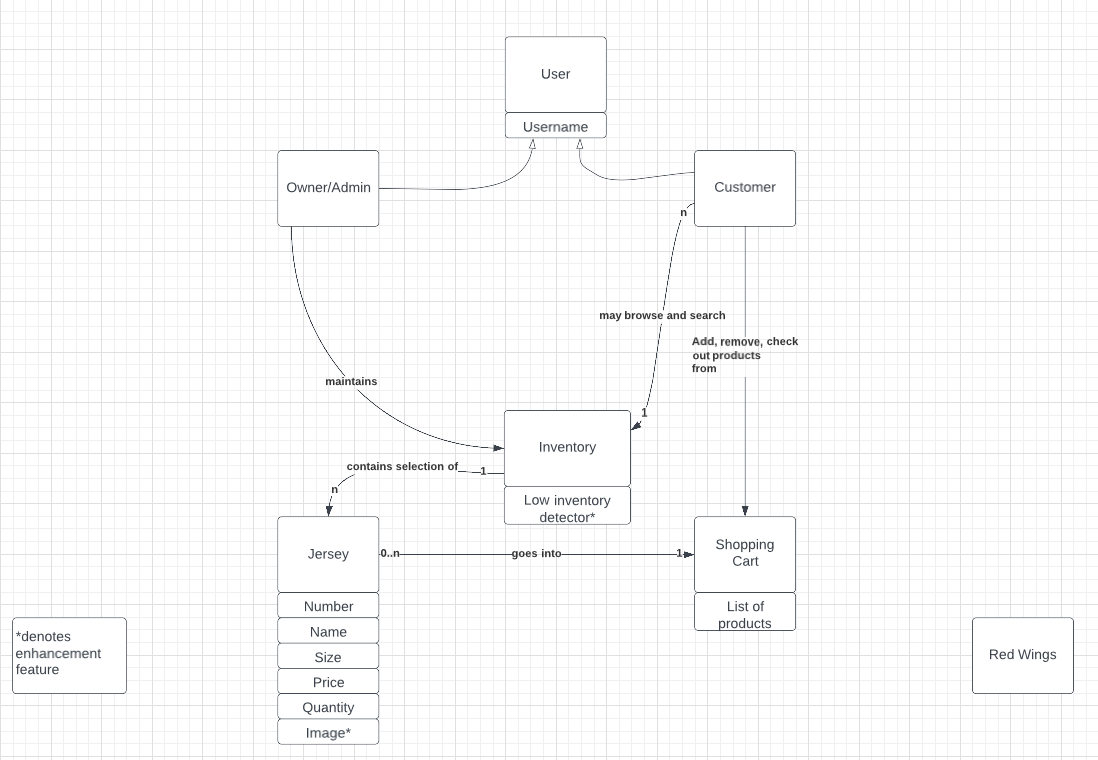 User
Username
Owner/Admin
Customer
n
may browse and search
Add, remove, check
out products
from
maintains
1
Inventory
contains selection of
1
n
Low inventory
detector*
Jersey
0..n
goes into
1
Shopping
Cart
Number
Name
Size
Price
Quantity
Image*
List of
products
*denotes
enhancement
feature
Red Wings